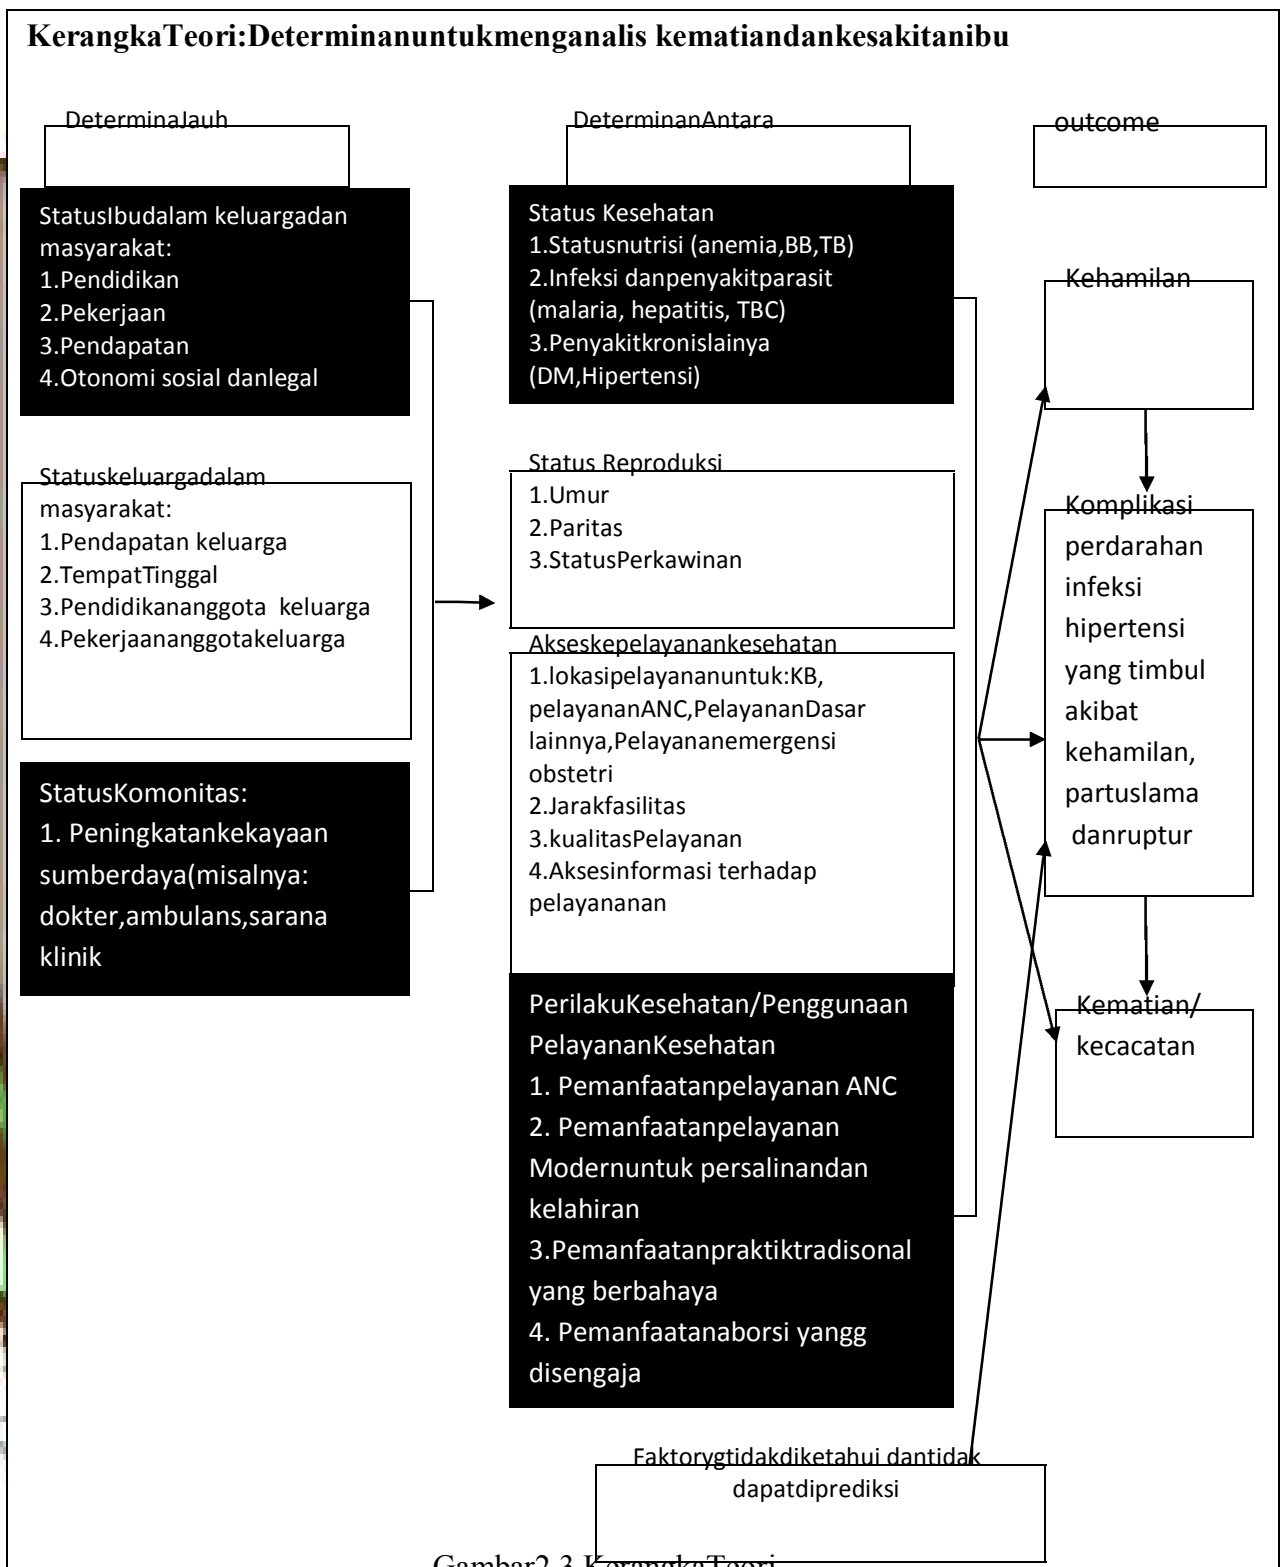 KerangkaTeori:Determinanuntukmenganalis kematiandankesakitanibu
DeterminaJauh
DeterminanAntara
outcome
StatusIbudalam keluargadan
masyarakat:
1.Pendidikan
2.Pekerjaan
3.Pendapatan
4.Otonomi sosial danlegal
Statuskeluargadalam
masyarakat:
1.Pendapatan keluarga
2.TempatTinggal
3.Pendidikananggota keluarga
4.Pekerjaananggotakeluarga
StatusKomonitas:
1. Peningkatankekayaan
sumberdaya(misalnya:
dokter,ambulans,sarana
klinik
Status Kesehatan
1.Statusnutrisi (anemia,BB,TB)
2.Infeksi danpenyakitparasit
(malaria, hepatitis, TBC)
3.Penyakitkronislainya
(DM,Hipertensi)
Status Reproduksi
1.Umur
2.Paritas
3.StatusPerkawinan
Akseskepelayanankesehatan
1.lokasipelayananuntuk:KB,
pelayananANC,PelayananDasar
lainnya,Pelayananemergensi
obstetri
2.Jarakfasilitas
3.kualitasPelayanan
4.Aksesinformasi terhadap
pelayananan
PerilakuKesehatan/Penggunaan
PelayananKesehatan
1. Pemanfaatanpelayanan ANC
2. Pemanfaatanpelayanan
Modernuntuk persalinandan
kelahiran
3.Pemanfaatanpraktiktradisonal
yang berbahaya
4. Pemanfaatanaborsi yangg
disengaja
Faktorygtidakdiketahui dantidak
dapatdiprediksi
Kehamilan
Komplikasi
perdarahan
infeksi
hipertensi
yang timbul
akibat
kehamilan,
partuslama
danruptur
Kematian/
kecacatan
Gambar2.3 KerangkaTeori